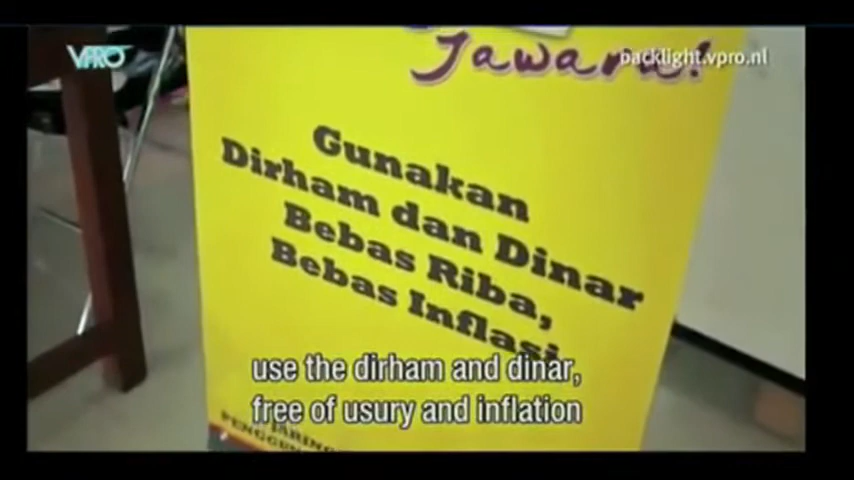 VPRO
backlight.vpro.nl
Jawara!
Gunakan
Dirham dan Dinar
Bebas Riba,
Bebas Inflasi
use the dirham and dinar,
free of usury and inflation